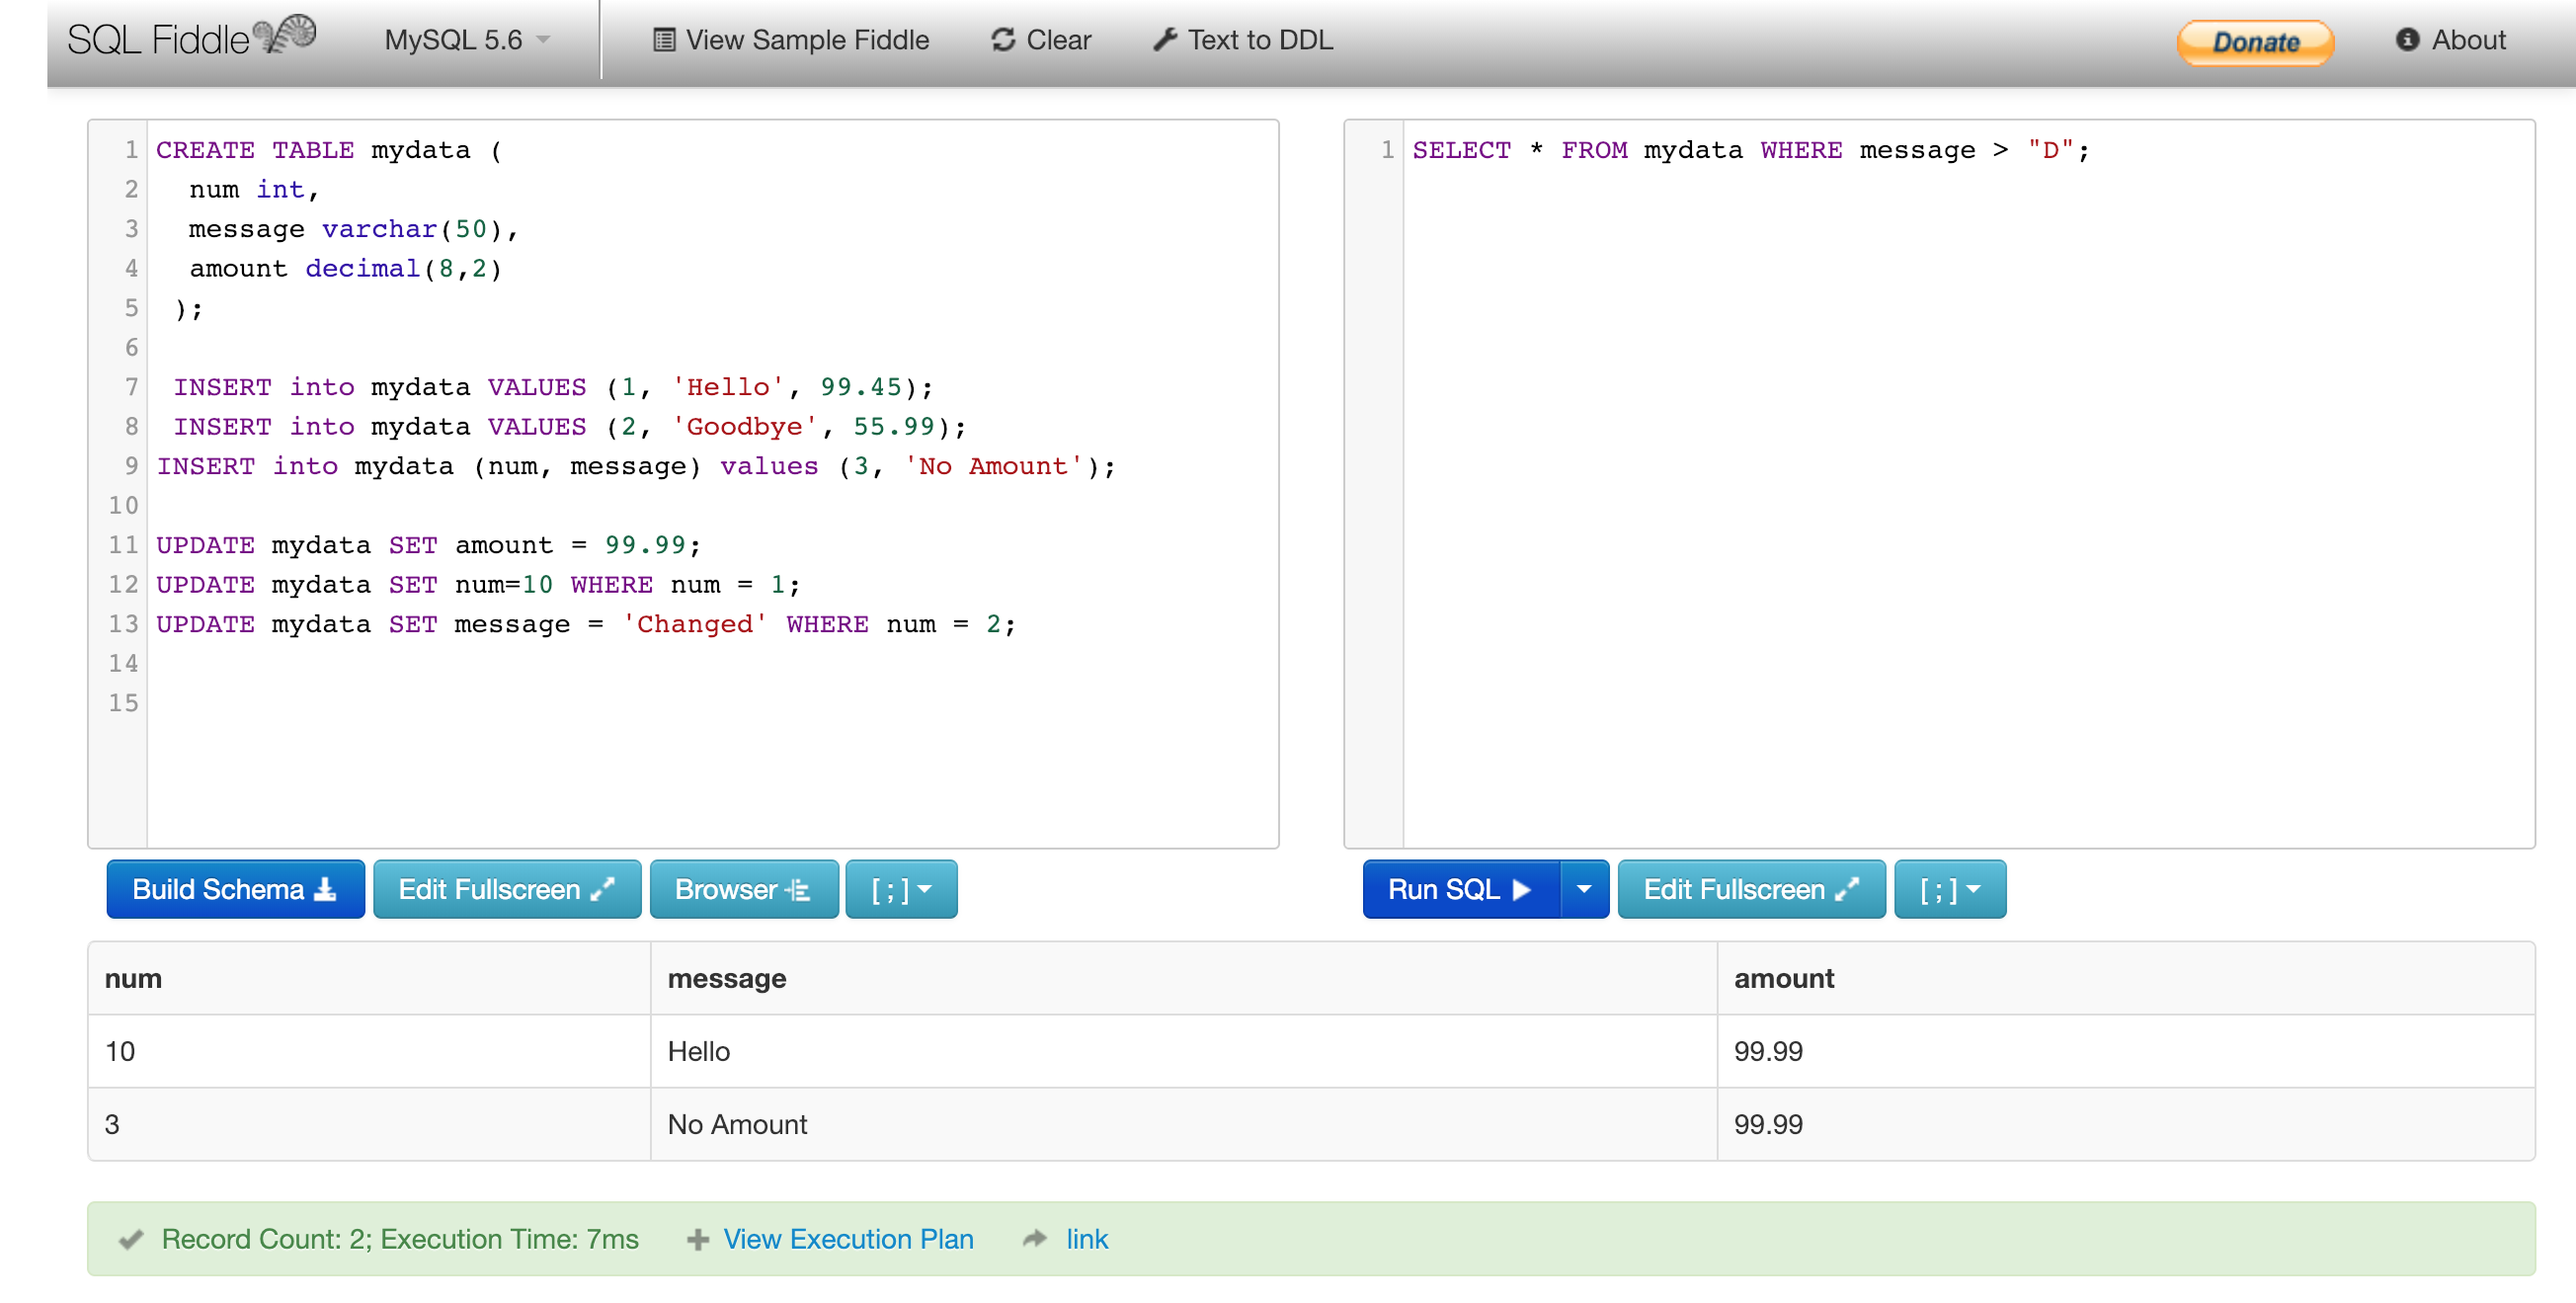 SQL Fiddle MySQL 5.6 View Sample Fiddle Clear Text to DDL Donate About
1 CREATE TABLE mydata (
2 num int,
3 message varchar(50),
4 amount decimal(8,2)
5 );
6
7 INSERT into mydata VALUES (1, 'Hello', 99.45);
8 INSERT into mydata VALUES (2, 'Goodbye', 55.99);
9 INSERT into mydata (num, message) values (3, 'No Amount');
10
11 UPDATE mydata SET amount = 99.99;
12 UPDATE mydata SET num=10 WHERE num = 1;
13 UPDATE mydata SET message = 'Changed' WHERE num = 2;
14
15
1 SELECT * FROM mydata WHERE message > "D";
Build Schema Edit Fullscreen Browser [ ; ]
Run SQL Edit Fullscreen [ ; ]
num message amount
10 Hello 99.99
3 No Amount 99.99
Record Count: 2; Execution Time: 7ms View Execution Plan link